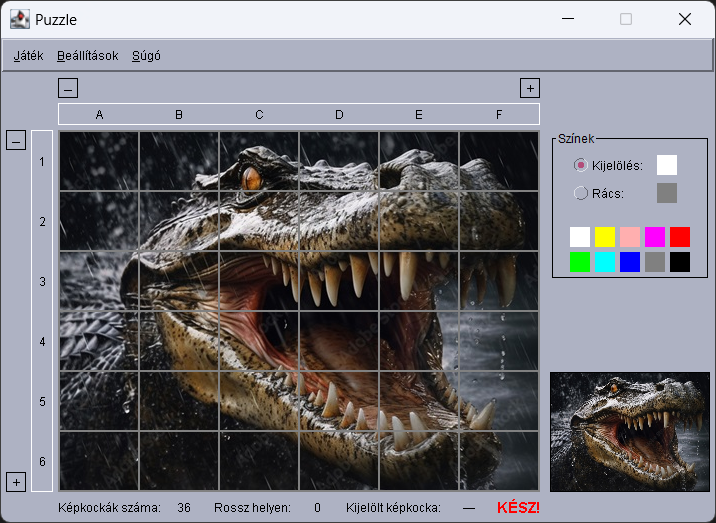 Puzzle
Játék Beállítások Súgó
– +
A B C D E F
–
1
2
3
4
5
6
+
Színek
Kijelölés:
Rács:
Képkockák száma: 36 Rossz helyen: 0 Kijelölt képkocka: — KÉSZ!